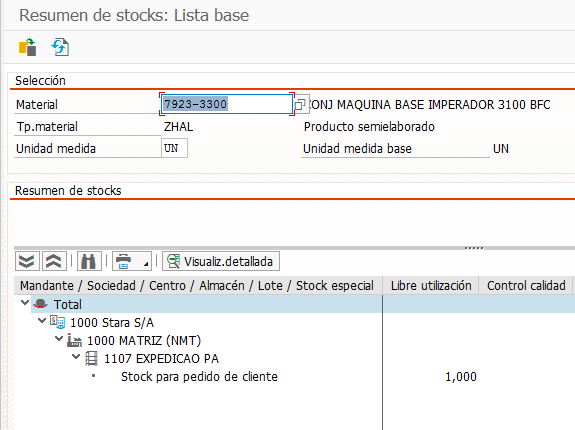 Resumen de stocks: Lista base
Selección
Material 7923-3300 CONJ MAQUINA BASE IMPERADOR 3100 BFC
Tp.material ZHAL Producto semielaborado
Unidad medida UN Unidad medida base UN
Resumen de stocks
Visualiz.detallada
Mandante / Sociedad / Centro / Almacén / Lote / Stock especial Libre utilización Control calidad
Total
1000 Stara S/A
1000 MATRIZ (NMT)
1107 EXPEDICAO PA
Stock para pedido de cliente 1,000